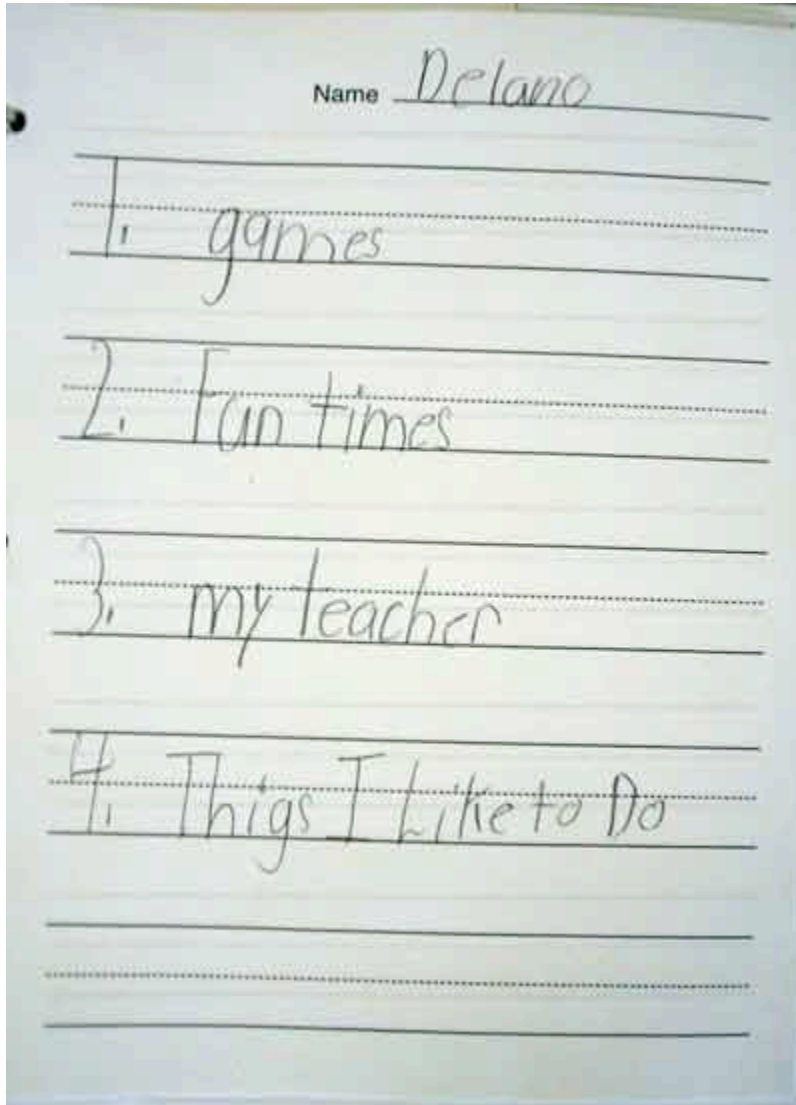 Name Delano
1. games
2. Fun times
3. my teacher
4. Thigs I Like to Do